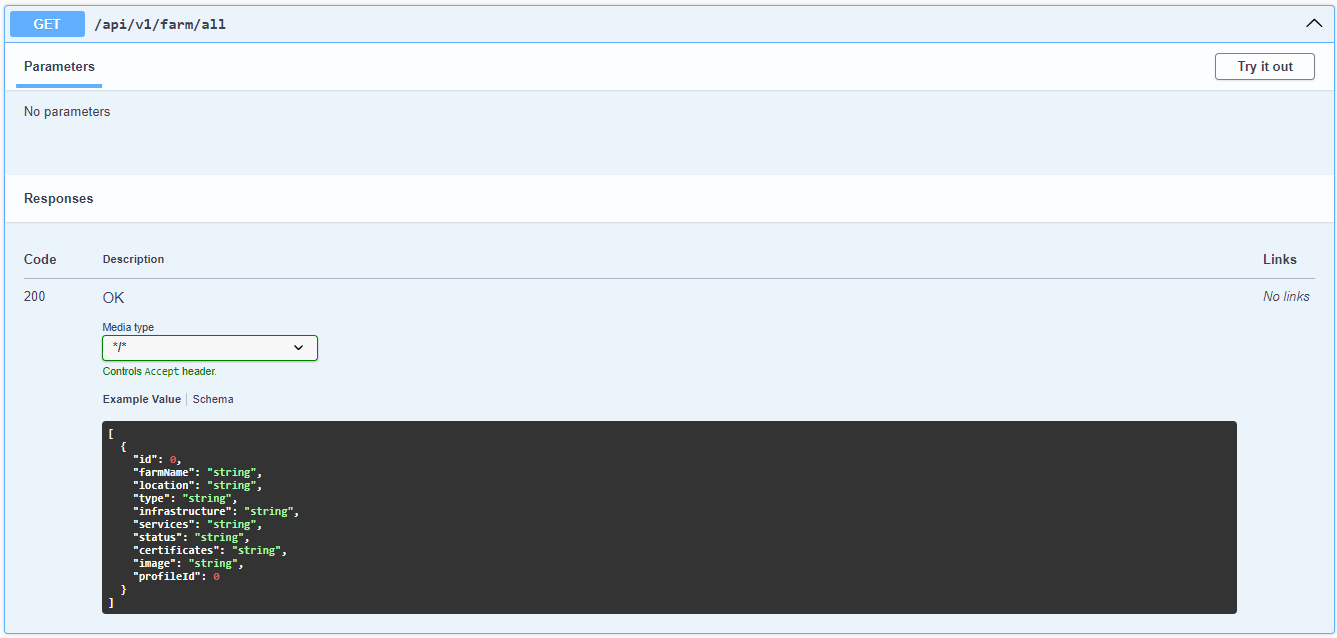 GET /api/v1/farm/all
Parameters
Try it out
No parameters
Responses
Code Description Links
200 OK No links
Media type
*/*
Controls Accept header.
Example Value Schema
[
  {
    "id": 0,
    "farmName": "string",
    "location": "string",
    "type": "string",
    "infrastructure": "string",
    "services": "string",
    "status": "string",
    "certificates": "string",
    "image": "string",
    "profileId": 0
  }
]